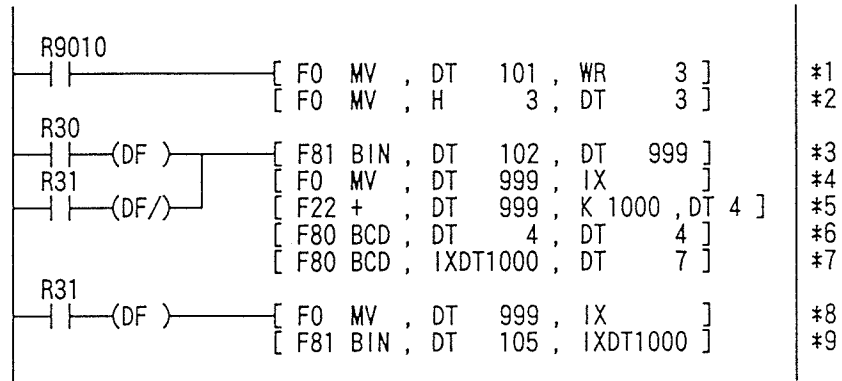 R9010
[ F0 MV , DT 101 , WR 3 ] *1
[ F0 MV , H 3 , DT 3 ] *2
R30
(DF ) [ F81 BIN , DT 102 , DT 999 ] *3
R31 [ F0 MV , DT 999 , IX ] *4
(DF/) [ F22 + , DT 999 , K 1000 ,DT 4 ] *5
[ F80 BCD , DT 4 , DT 4 ] *6
[ F80 BCD , IXDT1000 , DT 7 ] *7
R31
(DF ) [ F0 MV , DT 999 , IX ] *8
[ F81 BIN , DT 105 , IXDT1000 ] *9